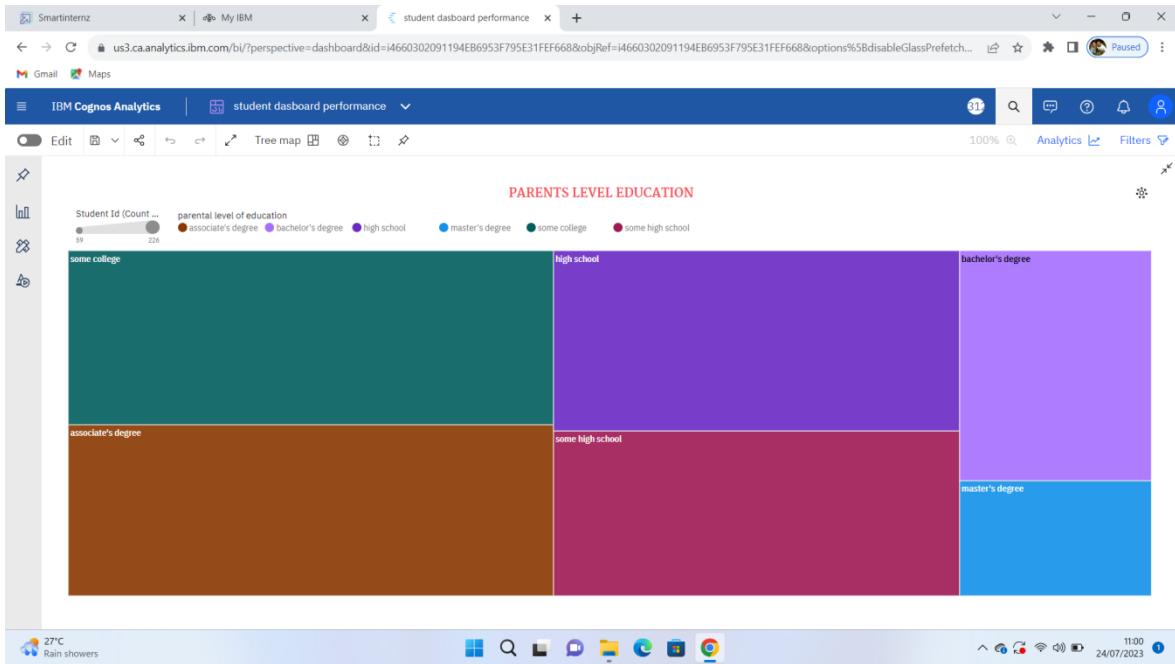 Smartinternz
My IBM
student dasboard performance
us3.ca.analytics.ibm.com/bi/?perspective=dashboard&id=i4660302091194EB6953F795E31FEF668&objRef=i4660302091194EB6953F795E31FEF668&options%5BdisableGlassPrefetch...
Paused
Gmail Maps
IBM Cognos Analytics
student dasboard performance
Edit
Tree map
100%
Analytics
Filters
PARENTS LEVEL EDUCATION
Student Id (Count ...
59 226
parental level of education
associate's degree bachelor's degree high school master's degree some college some high school
some college
high school
bachelor's degree
associate's degree
some high school
master's degree
27°C
Rain showers
11:00
24/07/2023
1